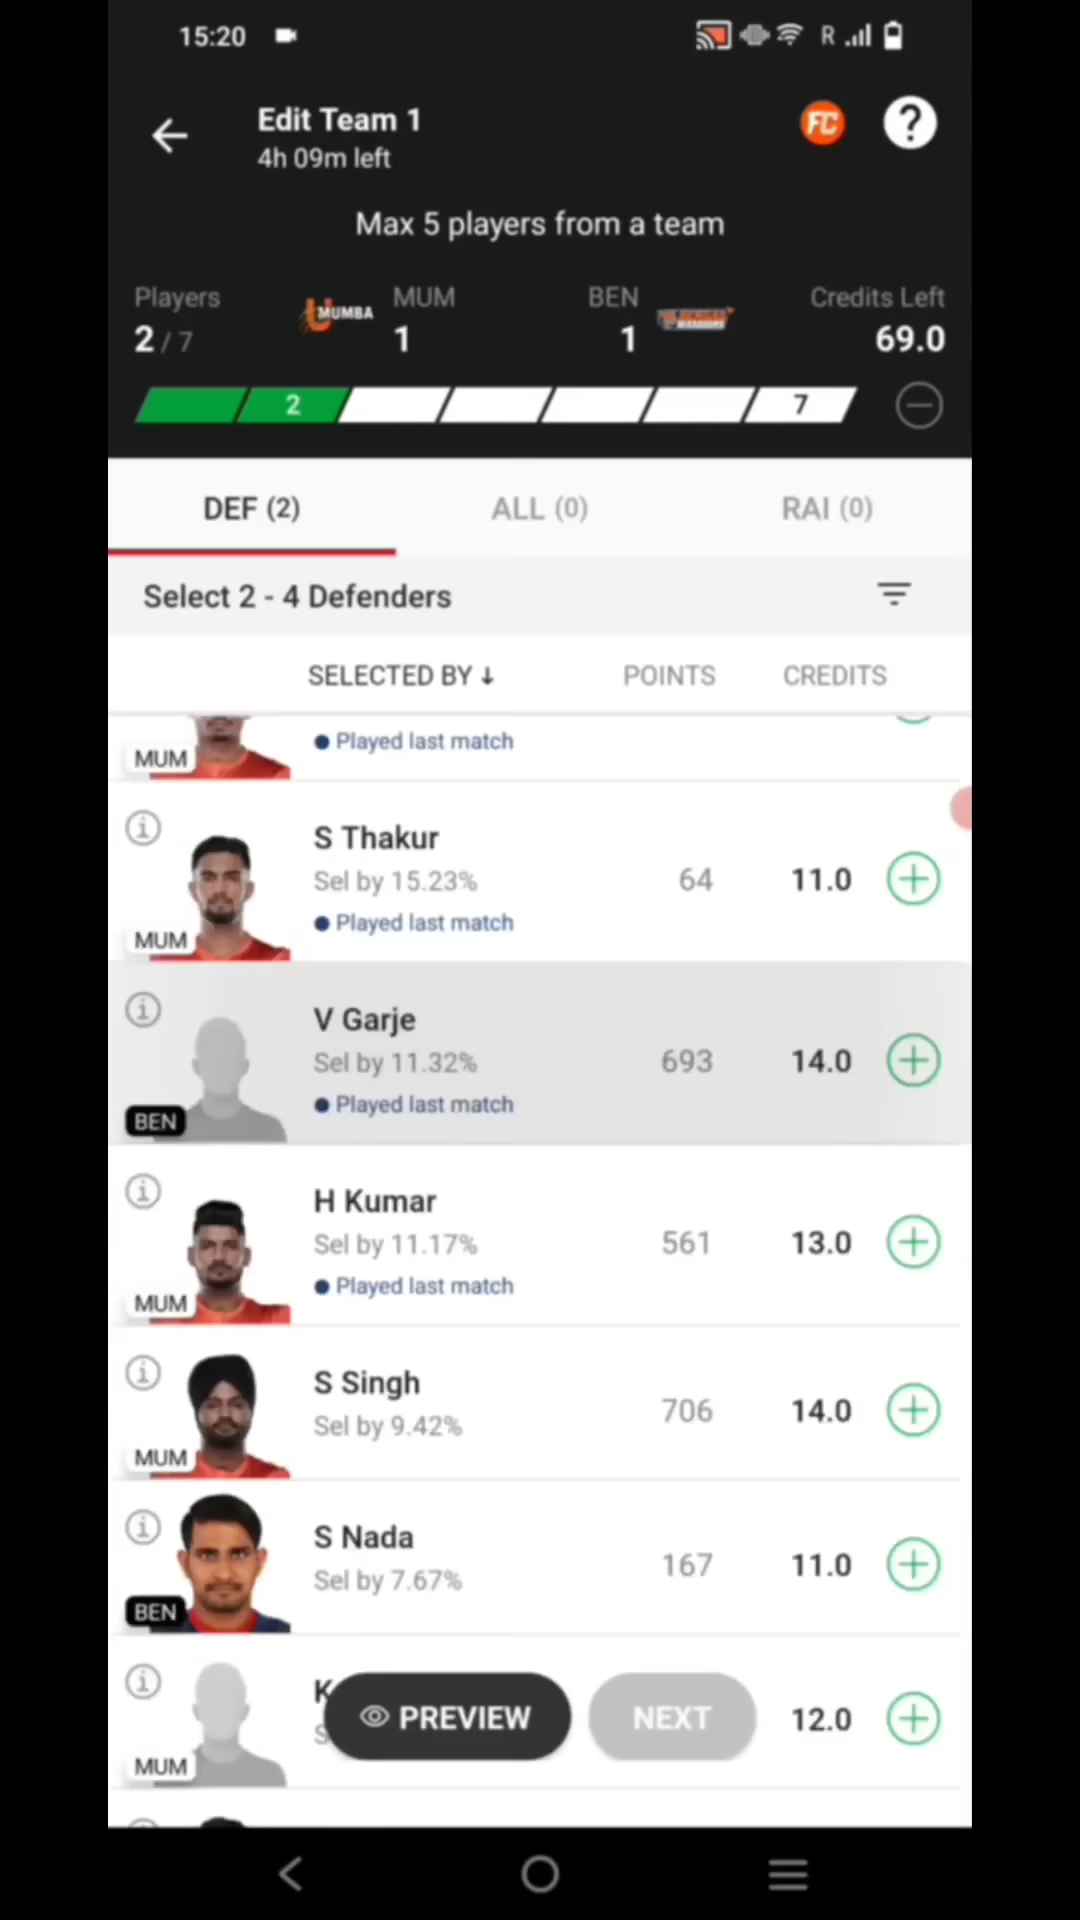 15:20
R
Edit Team 1
FC
?
4h 09m left
Max 5 players from a team
Players
MUM
BEN
Credits Left
2 / 7
MUMBA
1
1
69.0
2
7
DEF (2)
ALL (0)
RAI (0)
Select 2 - 4 Defenders
SELECTED BY ↓
POINTS
CREDITS
MUM
Played last match
S Thakur
Sel by 15.23%
64
11.0
Played last match
MUM
V Garje
Sel by 11.32%
693
14.0
Played last match
BEN
H Kumar
Sel by 11.17%
561
13.0
Played last match
MUM
S Singh
Sel by 9.42%
706
14.0
MUM
S Nada
Sel by 7.67%
167
11.0
BEN
K
S
PREVIEW
NEXT
12.0
MUM